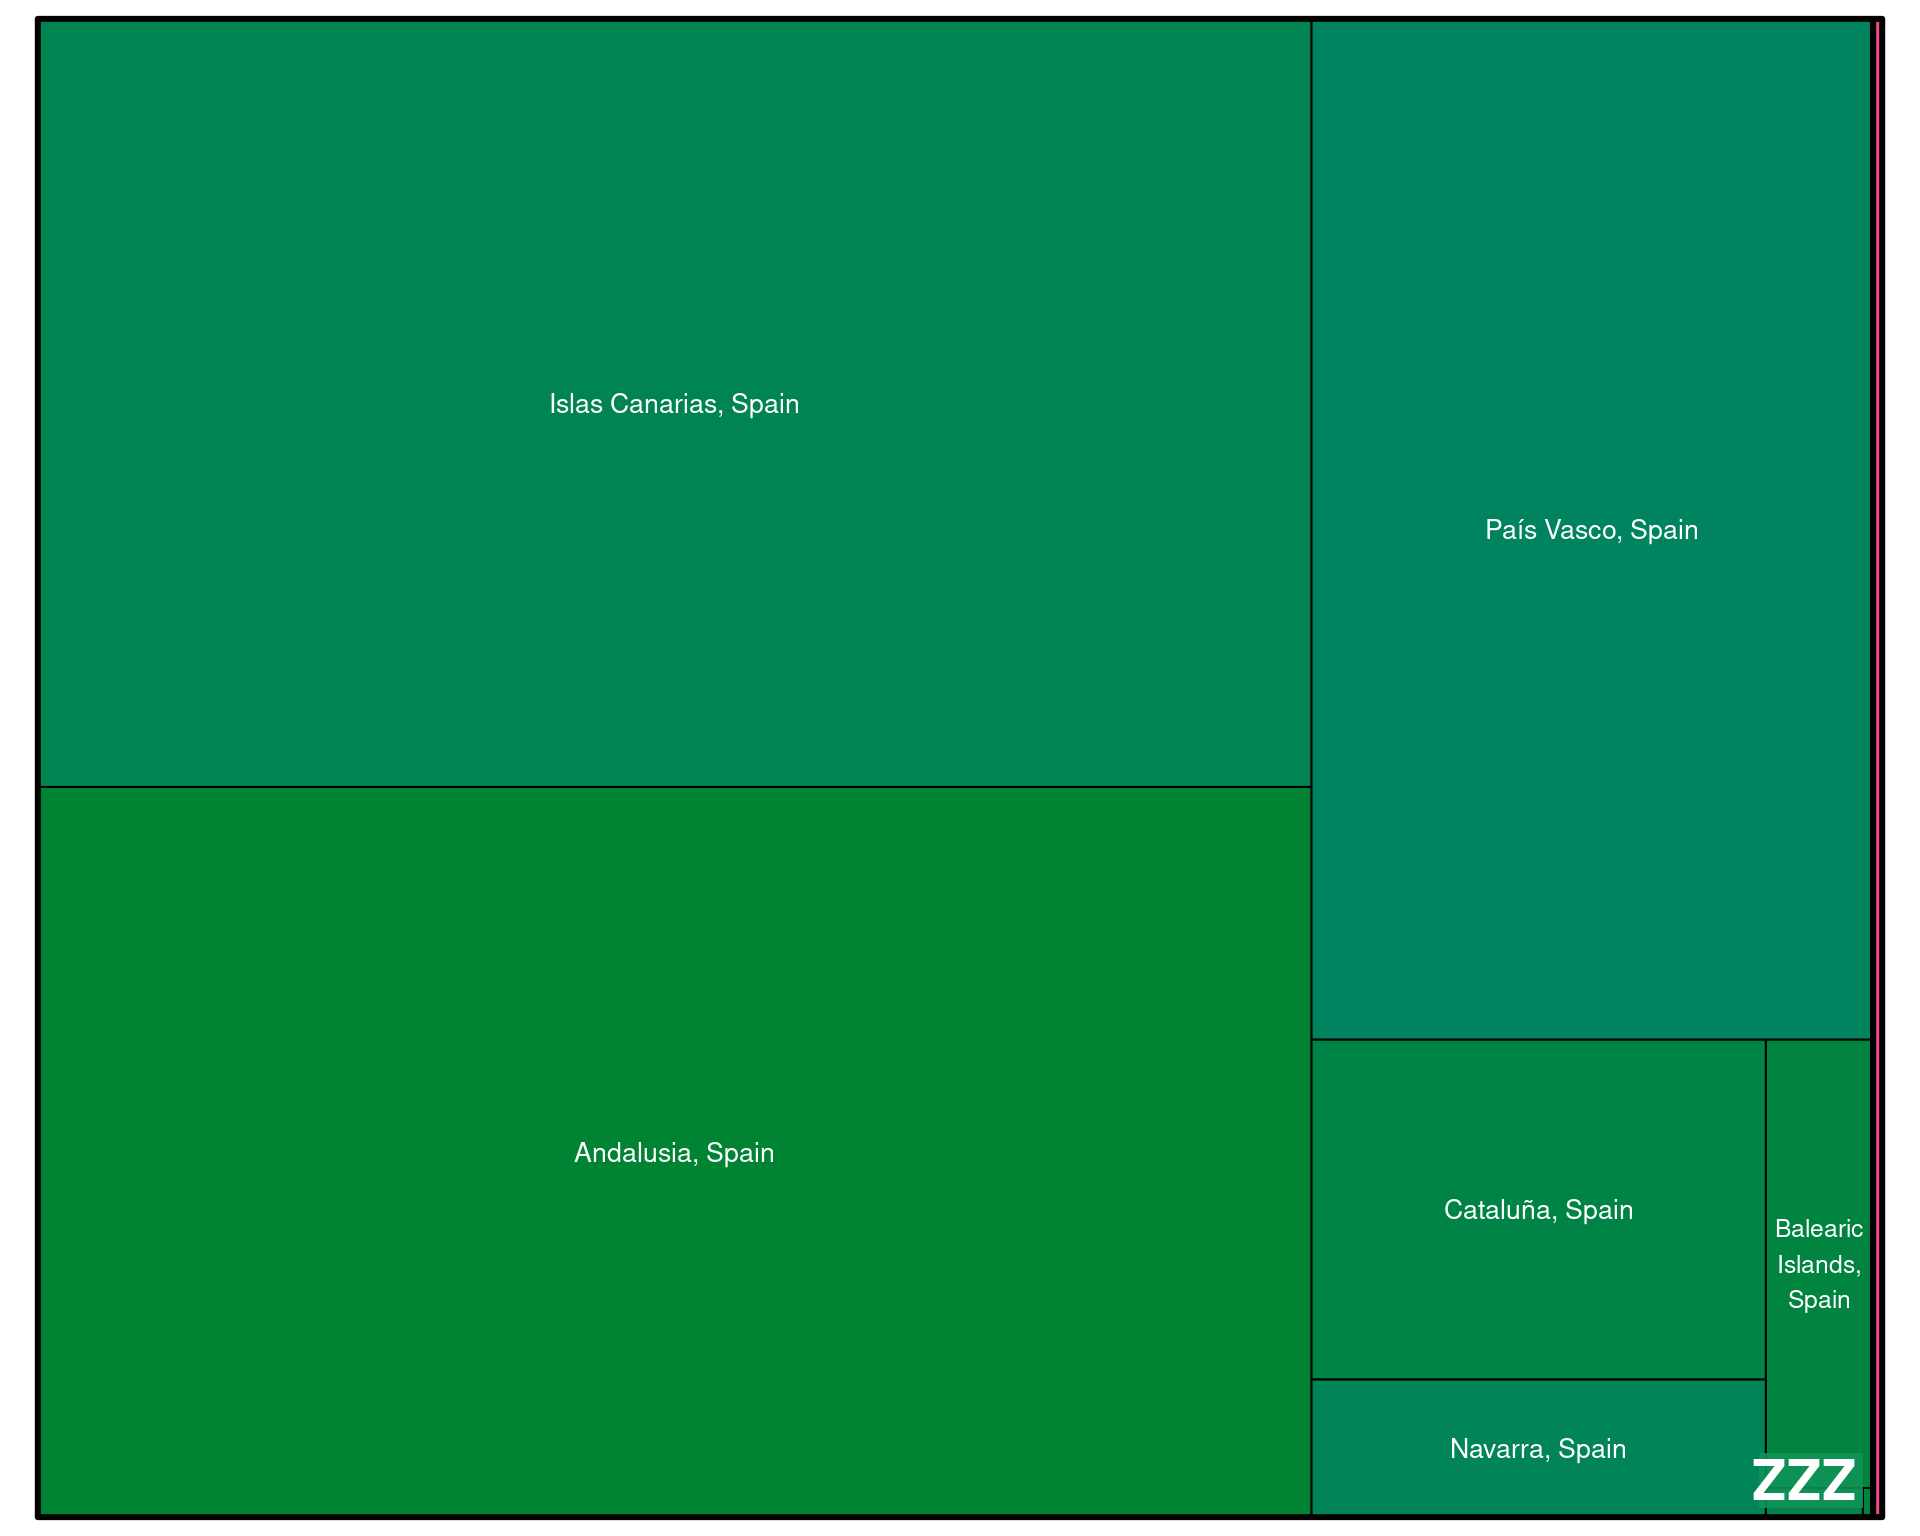 Islas Canarias, Spain
País Vasco, Spain
Andalusia, Spain
Cataluña, Spain
Balearic
Islands,
Spain
Navarra, Spain
ZZZ